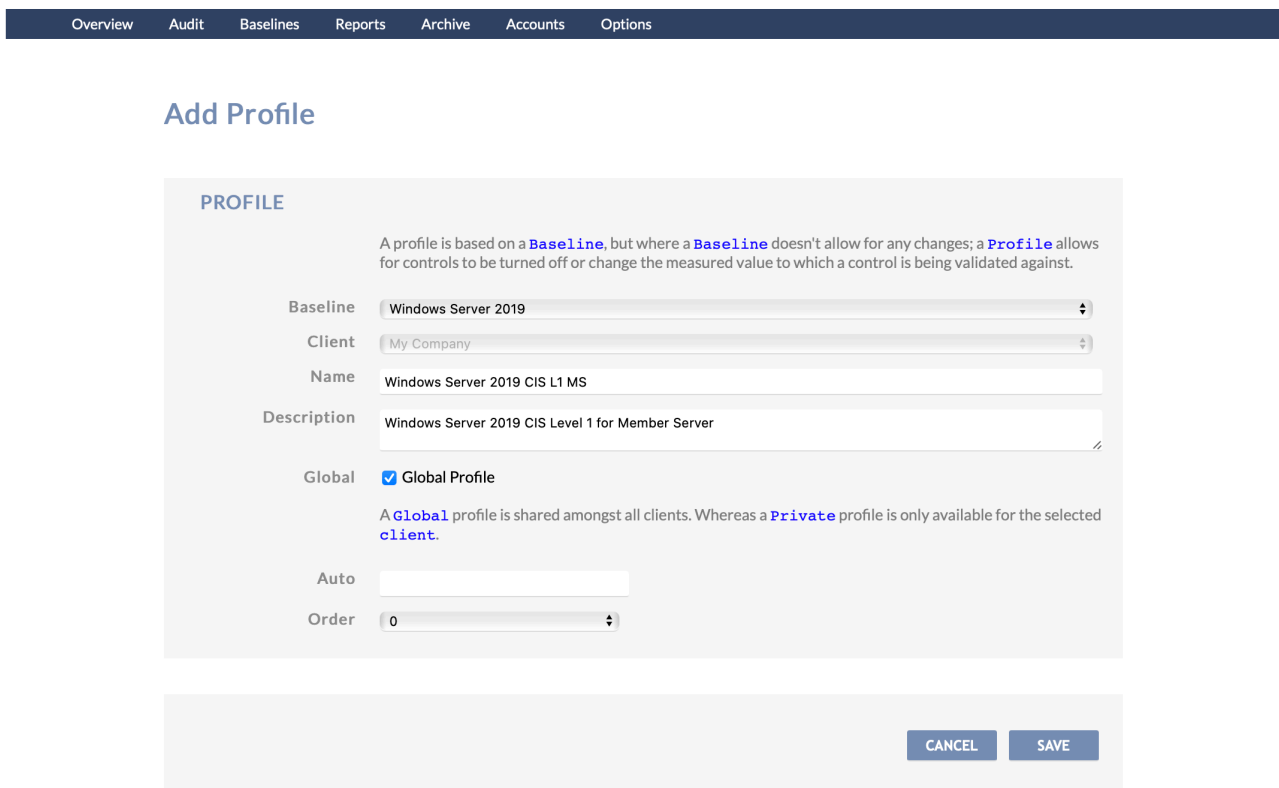 Overview Audit Baselines Reports Archive Accounts Options
Add Profile
PROFILE
A profile is based on a Baseline, but where a Baseline doesn't allow for any changes; a Profile allows
for controls to be turned off or change the measured value to which a control is being validated against.
Baseline Windows Server 2019
Client My Company
Name Windows Server 2019 CIS L1 MS
Description Windows Server 2019 CIS Level 1 for Member Server
Global Global Profile
A Global profile is shared amongst all clients. Whereas a Private profile is only available for the selected
client.
Auto
Order 0
CANCEL SAVE